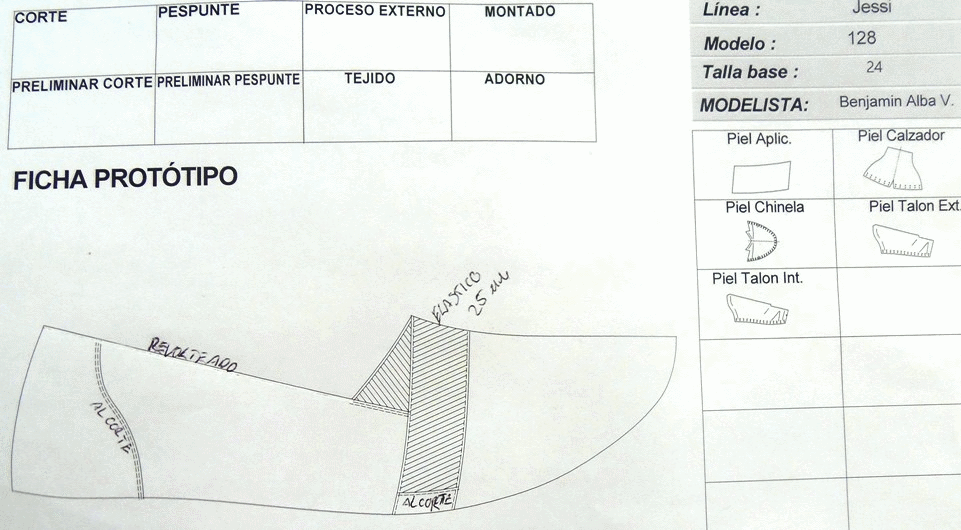 CORTE PESPUNTE PROCESO EXTERNO MONTADO
PRELIMINAR CORTE PRELIMINAR PESPUNTE TEJIDO ADORNO
Línea : Jessi
Modelo : 128
Talla base : 24
MODELISTA: Benjamin Alba V.
FICHA PROTÓTIPO
Piel Aplic. Piel Calzador
Piel Chinela Piel Talon Ext.
Piel Talon Int.
ELASTICO
25 mm
REVOLTEADO
AL CORTE
AL CORTE